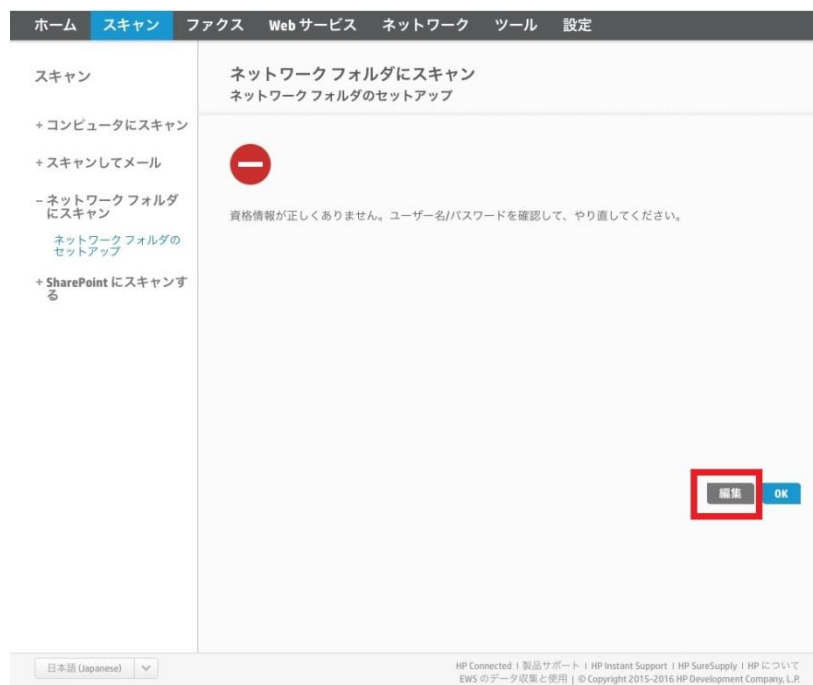 ホーム スキャン ファクス Web サービス ネットワーク ツール 設定
スキャン
+ コンピュータにスキャン
+ スキャンしてメール
− ネットワーク フォルダ
にスキャン
ネットワーク フォルダの
セットアップ
+ SharePoint にスキャンす
る
ネットワーク フォルダにスキャン
ネットワーク フォルダのセットアップ
資格情報が正しくありません。ユーザー名/パスワードを確認して、やり直してください。
編集 OK
日本語 (Japanese)
HP Connected | 製品サポート | HP Instant Support | HP SureSupply | HP について
EWS のデータ収集と使用 | © Copyright 2015-2016 HP Development Company, L.P.